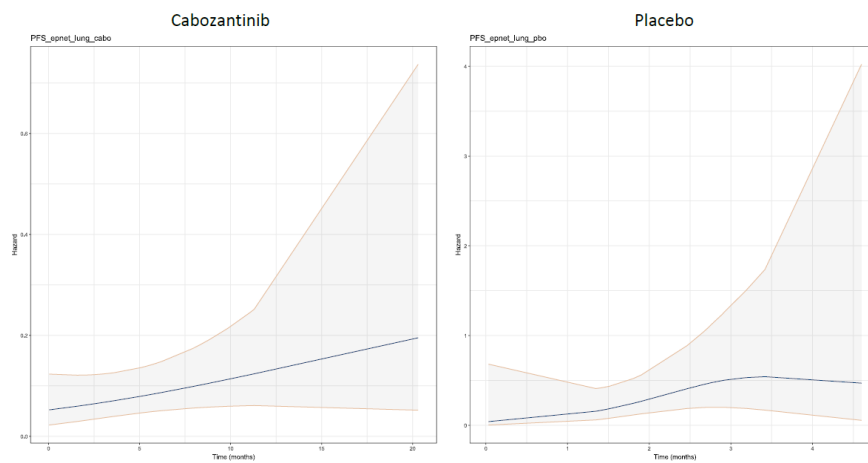 Cabozantinib
PFS_epnet_lung_cabo
0.6
0.4
0.2
0.0
Hazard
0
5
10
15
20
Time (months)
Placebo
PFS_epnet_lung_pbo
4
3
2
1
0
Hazard
0
1
2
3
4
Time (months)